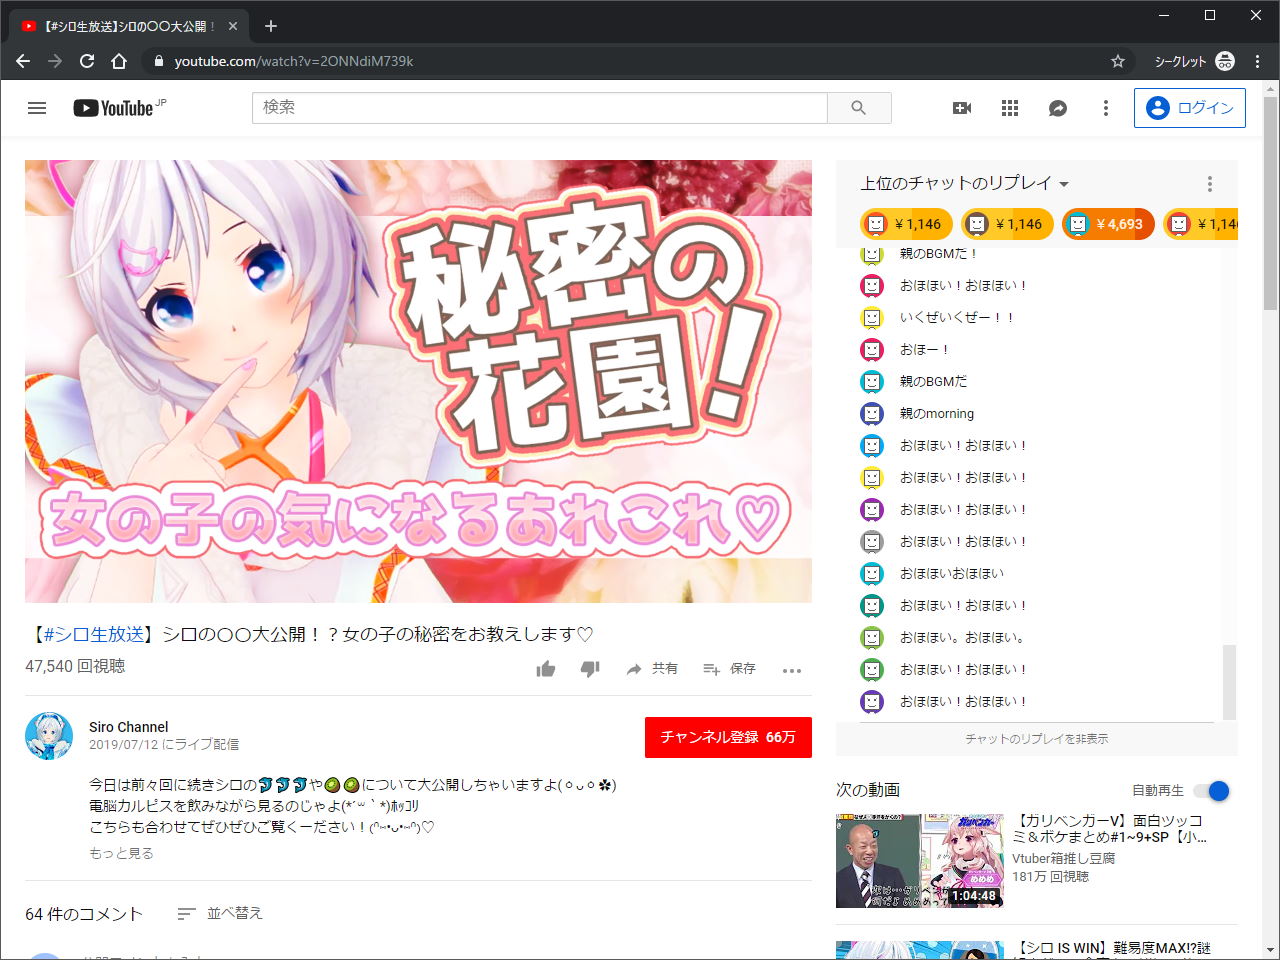 【#シロ生放送】シロの〇〇大公開！
youtube.com/watch?v=2ONNdiM739k
シークレット
YouTube JP
検索
ログイン
秘密の
花園！
女の子の気になるあれこれ♡
【#シロ生放送】シロの〇〇大公開！？女の子の秘密をお教えします♡
47,540 回視聴
共有
保存
Siro Channel
2019/07/12 にライブ配信
チャンネル登録 66万
今日は前々回に続きシロの🐬🐬🐬や🥝🥝について大公開しちゃいますよ(
電脳カルピスを飲みながら見るのじゃよ(*´꒳`*)ﾎｯｺﾘ
こちらも合わせてぜひぜひご覧くーださい！
もっと見る
64 件のコメント
並べ替え
上位のチャットのリプレイ
￥1,146
￥1,146
￥4,693
￥1,146
親のBGMだ！
おほほい！おほほい！
いくぜいくぜー！！
おほー！
親のBGMだ
親のmorning
おほほい！おほほい！
おほほい！おほほい！
おほほい！おほほい！
おほほい！おほほい！
おほほいおほほい
おほほい！おほほい！
おほほい。おほほい。
おほほい！おほほい！
おほほい！おほほい！
チャットのリプレイを非表示
次の動画
自動再生
ガリベンガー
めめめ
1:04:48
【ガリベンガーV】面白ツッコ
ミ＆ボケまとめ#1~9+SP【小...
Vtuber箱推し豆腐
181万 回視聴
【シロ IS WIN】難易度MAX!?謎